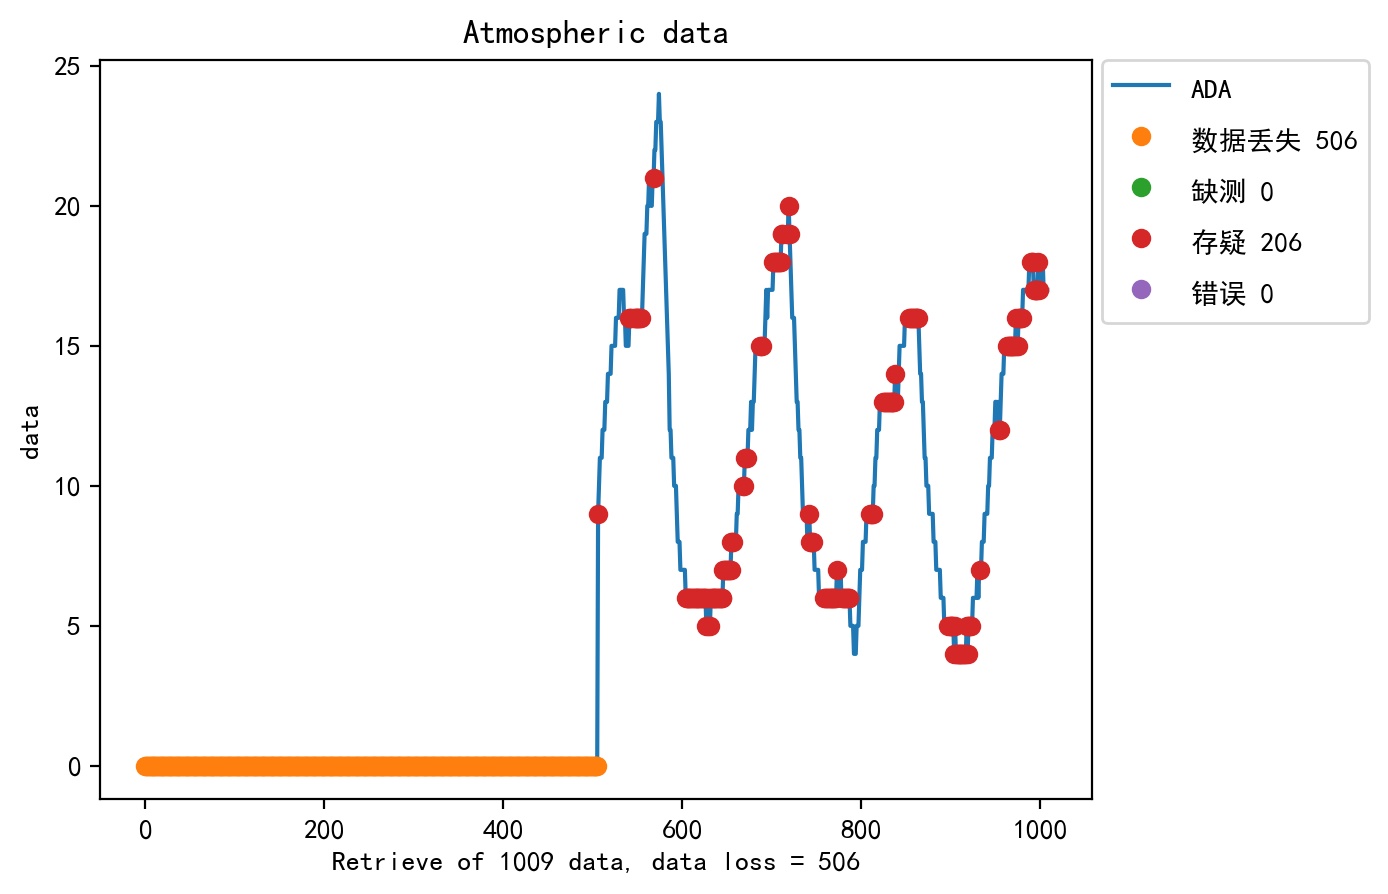 Atmospheric data
25
20
15
10
5
0
data
0 200 400 600 800 1000
Retrieve of 1009 data, data loss = 506
ADA
数据丢失 506
缺测 0
存疑 206
错误 0